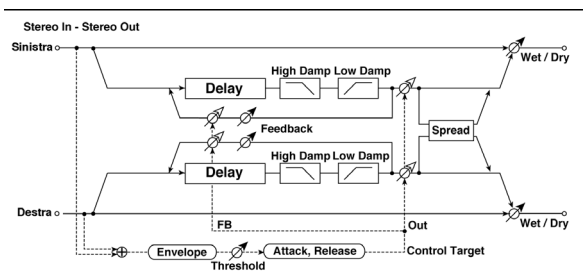 Stereo In - Stereo Out
Sinistra
Wet / Dry
High Damp Low Damp
Delay
Feedback
Spread
High Damp Low Damp
Delay
Destra
FB
Out
Wet / Dry
Envelope
Threshold
Attack, Release
Control Target